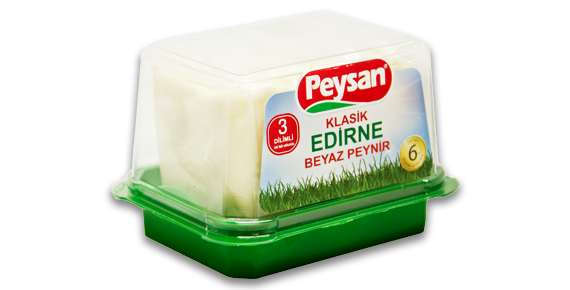 Peysan
KLASİK
EDİRNE
BEYAZ PEYNİR
3
DİLİMLİ
6